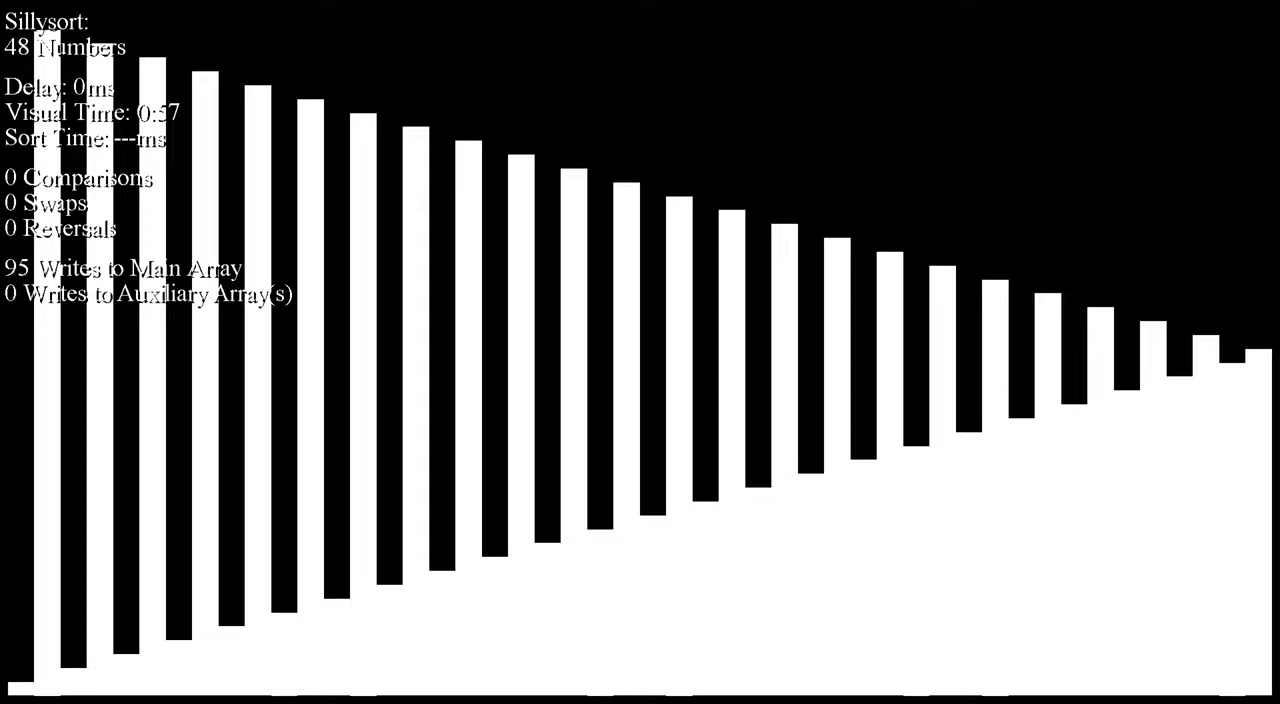 Sillysort:
48 Numbers
Delay: 0ms
Visual Time: 0:57
Sort Time: ---ms
0 Comparisons
0 Swaps
0 Reversals
95 Writes to Main Array
0 Writes to Auxiliary Array(s)